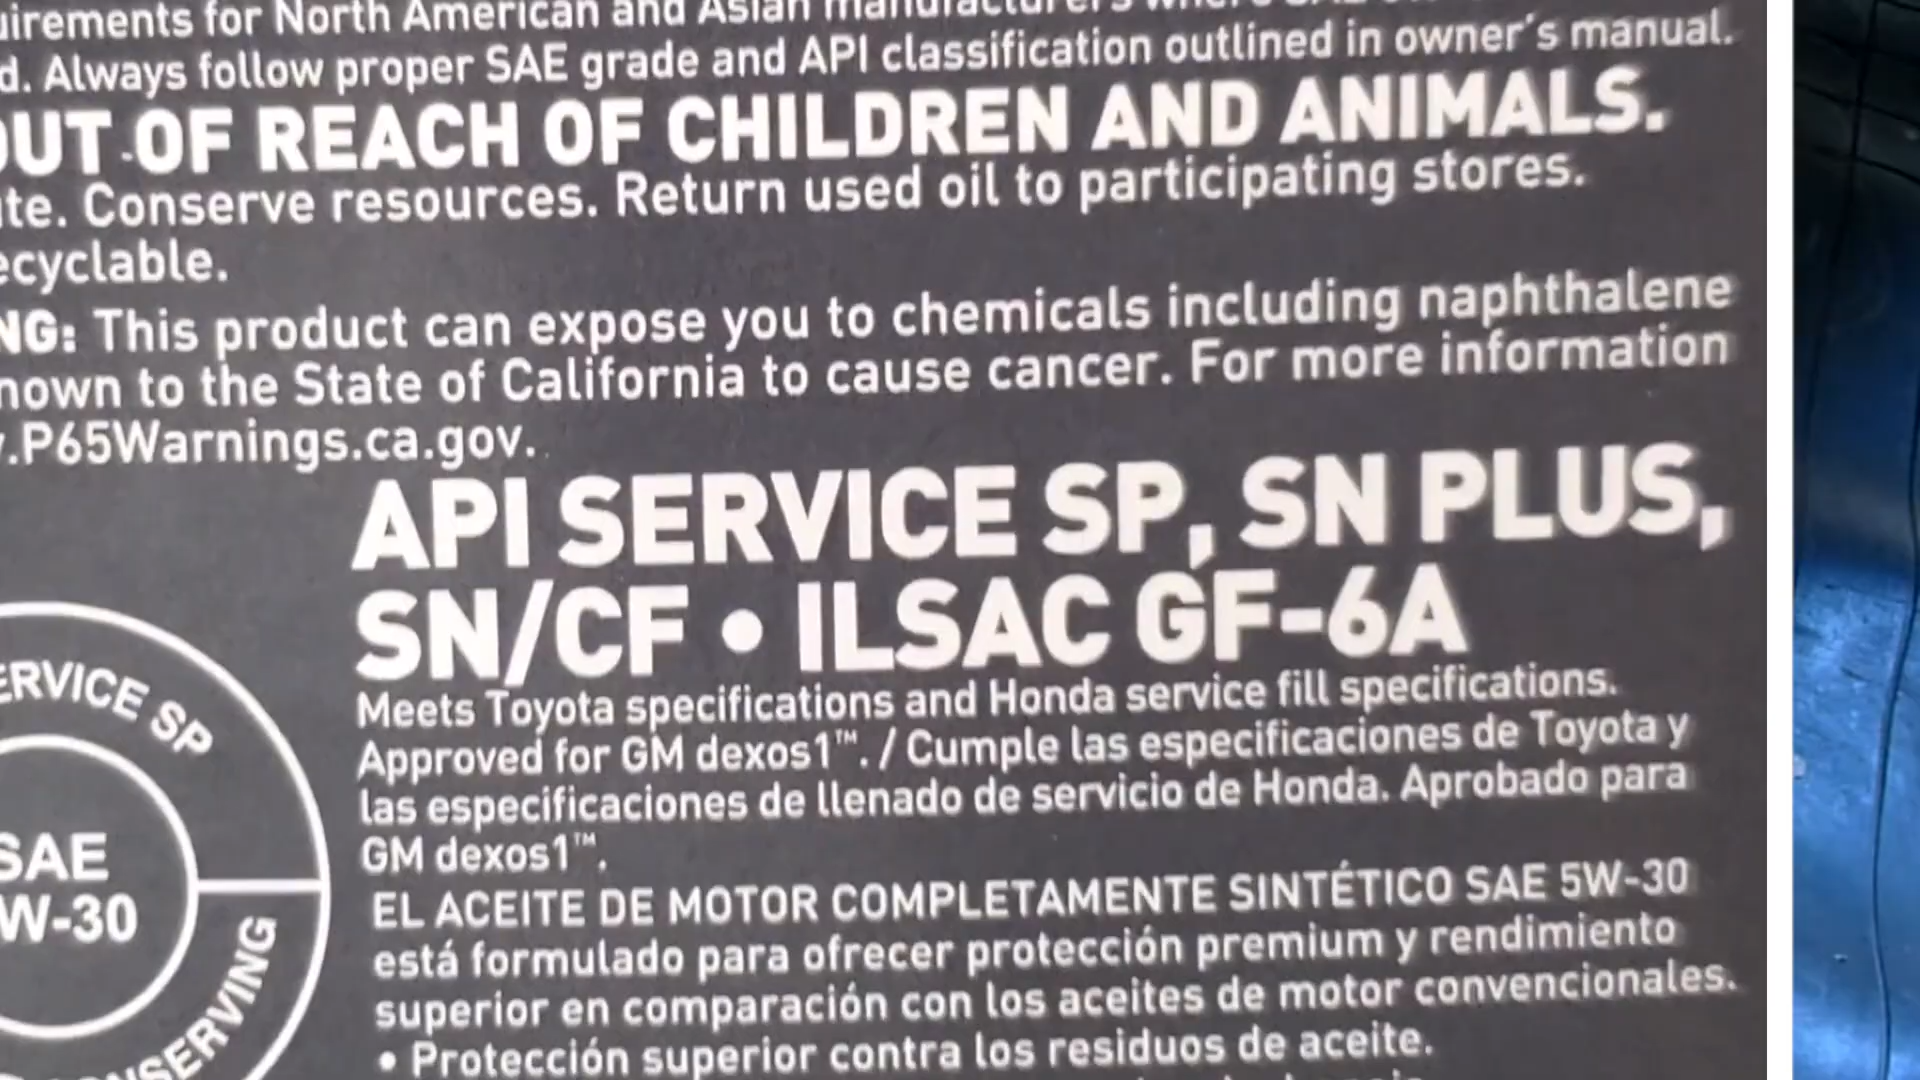 uirements for North American and Asian manufacturers
d. Always follow proper SAE grade and API classification outlined in owner's manual.
OUT OF REACH OF CHILDREN AND ANIMALS.
te. Conserve resources. Return used oil to participating stores.
ecyclable.
NG: This product can expose you to chemicals including naphthalene
nown to the State of California to cause cancer. For more information
.P65Warnings.ca.gov.
API SERVICE SP, SN PLUS,
SN/CF • ILSAC GF-6A
Meets Toyota specifications and Honda service fill specifications.
Approved for GM dexos1™. / Cumple las especificaciones de Toyota y
las especificaciones de llenado de servicio de Honda. Aprobado para
GM dexos1™.
ERVICE SP
SAE
W-30
NSERVING
EL ACEITE DE MOTOR COMPLETAMENTE SINTÉTICO SAE 5W-30
está formulado para ofrecer protección premium y rendimiento
superior en comparación con los aceites de motor convencionales.
• Protección superior contra los residuos de aceite.